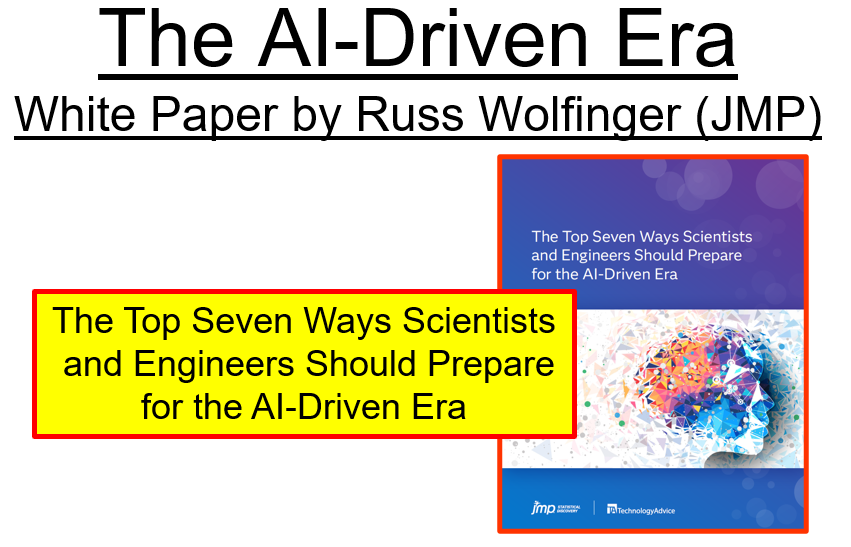 The AI-Driven Era
White Paper by Russ Wolfinger (JMP)
The Top Seven Ways Scientists
and Engineers Should Prepare
for the AI-Driven Era
The Top Seven Ways Scientists
and Engineers Should Prepare
for the AI-Driven Era
jmp STATISTICAL DISCOVERY
TA TechnologyAdvice